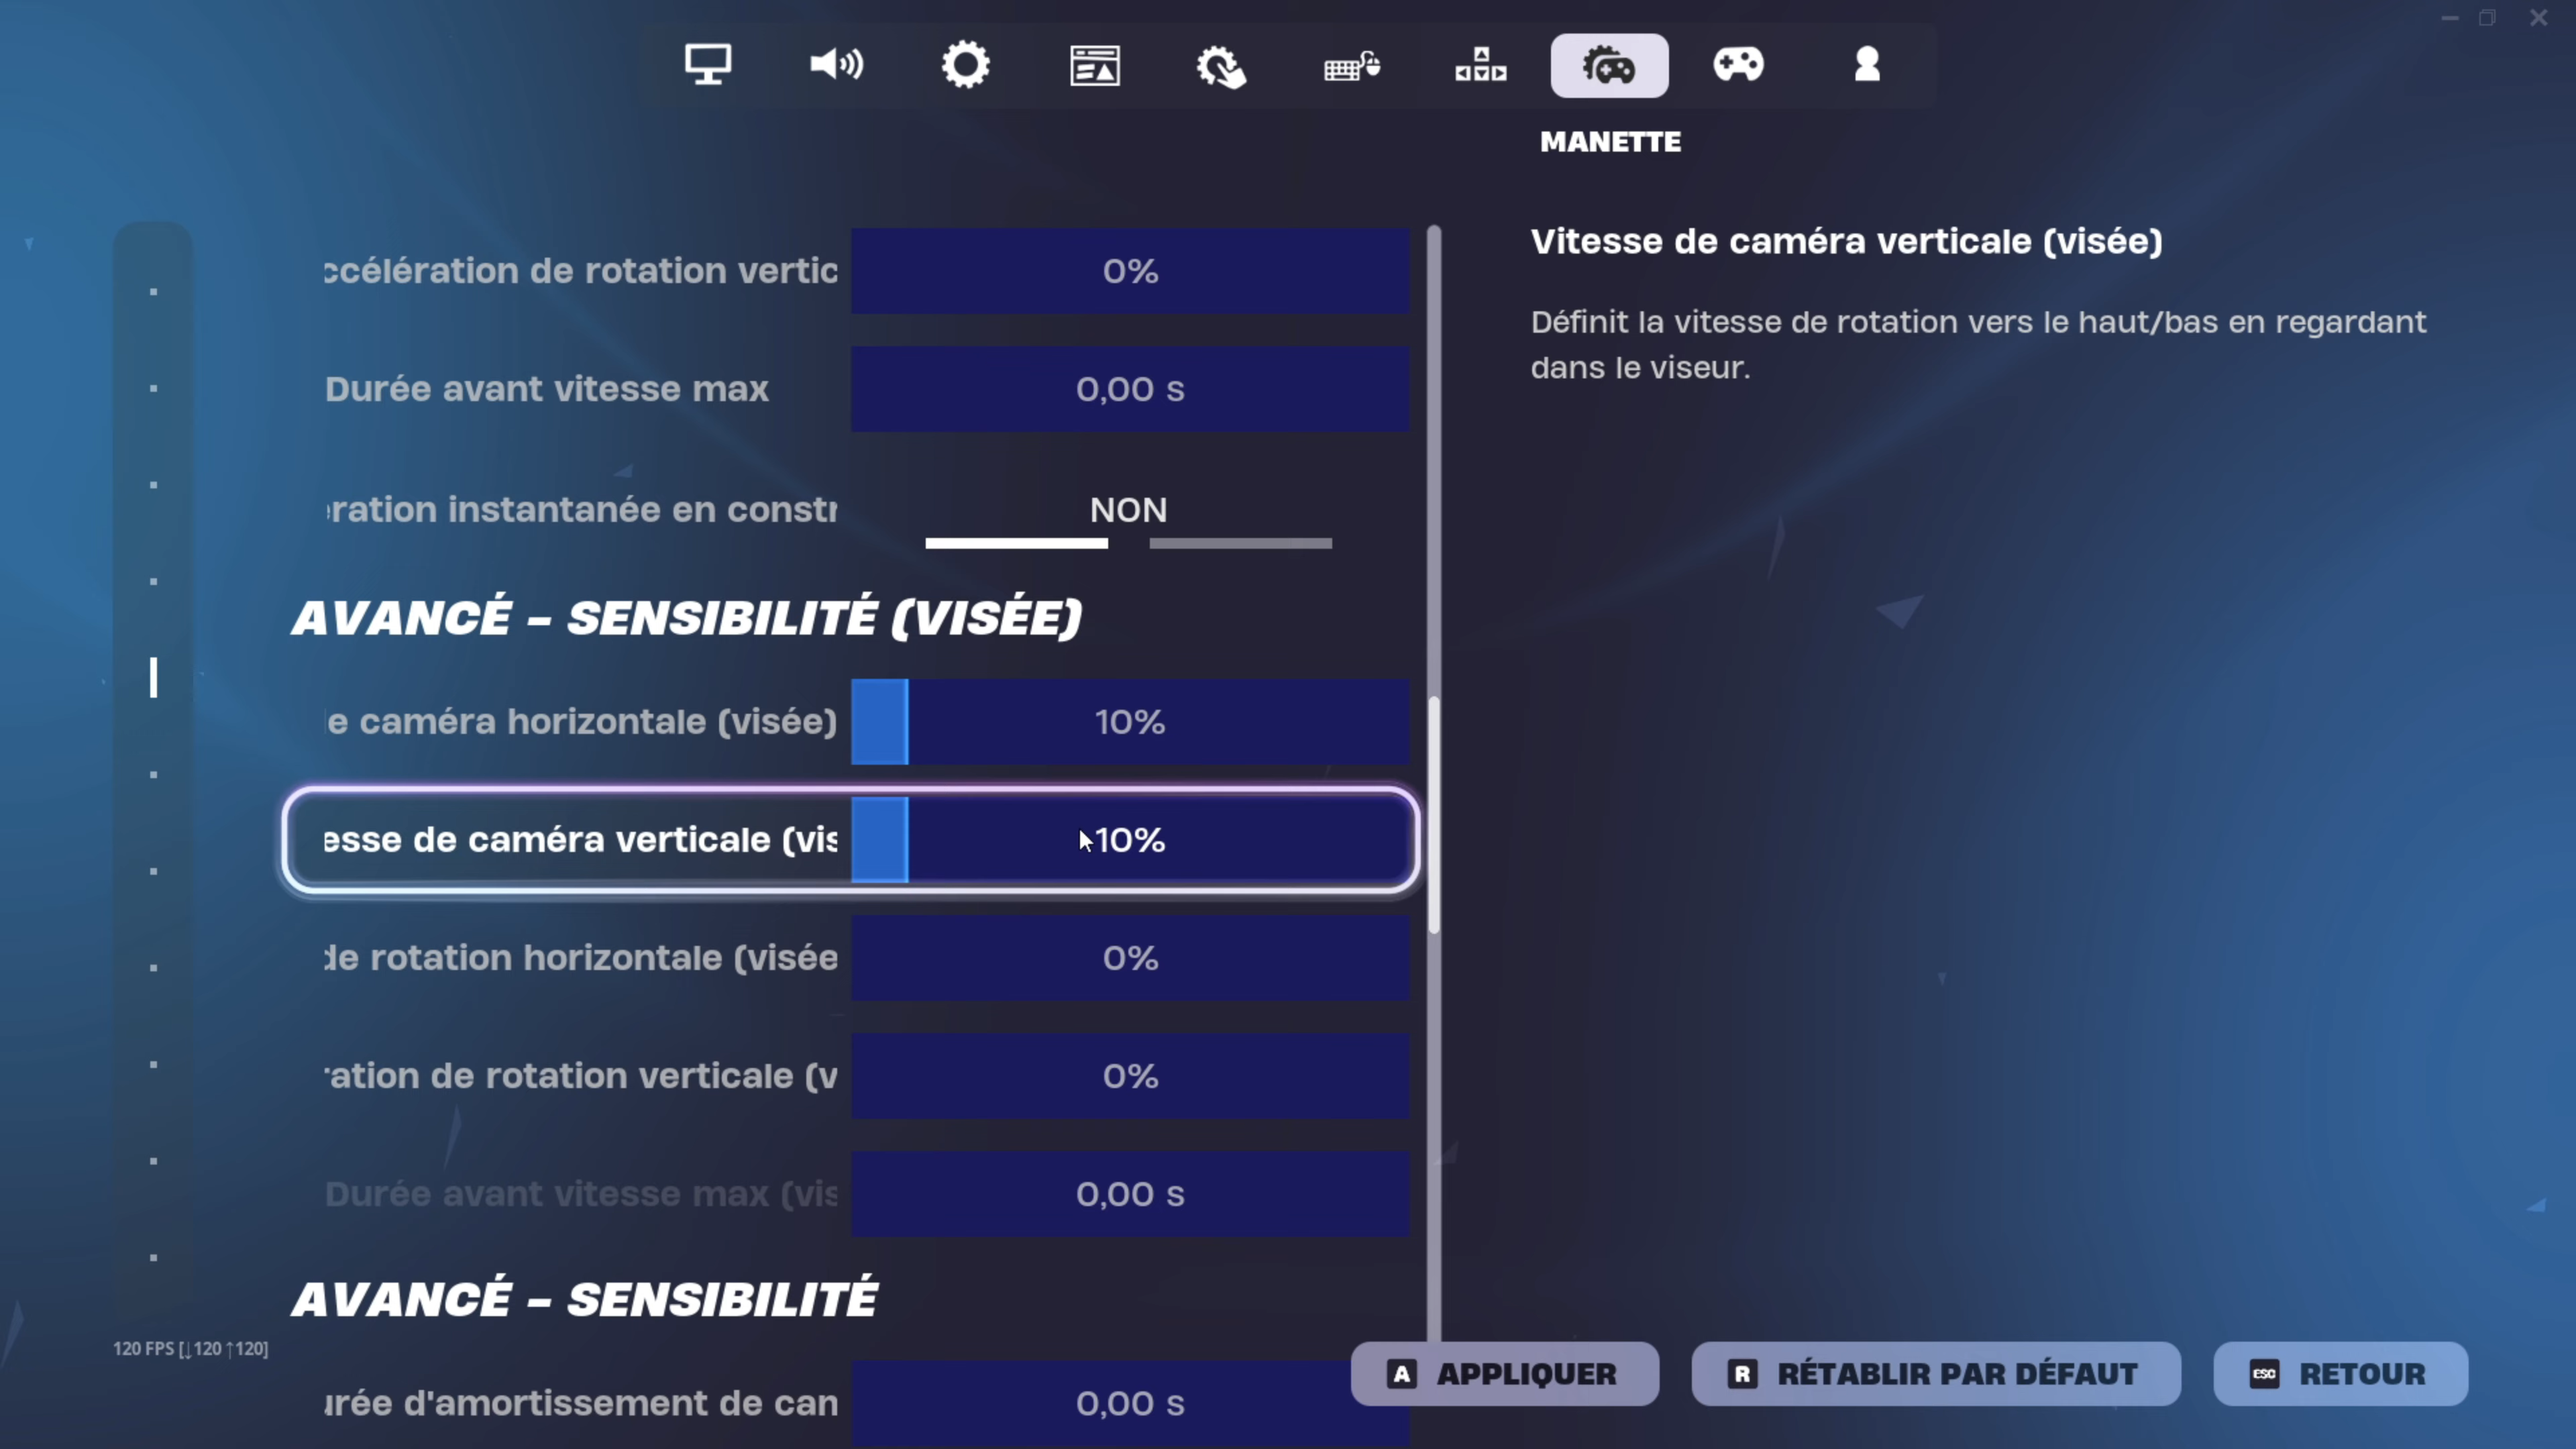 MANETTE
ccélération de rotation vertic
0%
Durée avant vitesse max
0,00 s
ération instantanée en constr
NON
AVANCÉ - SENSIBILITÉ (VISÉE)
e caméra horizontale (visée)
10%
esse de caméra verticale (vis
10%
de rotation horizontale (visée
0%
ration de rotation verticale (v
0%
Durée avant vitesse max (vis
0,00 s
AVANCÉ - SENSIBILITÉ
urée d'amortissement de cam
0,00 s
Vitesse de caméra verticale (visée)
Définit la vitesse de rotation vers le haut/bas en regardant
dans le viseur.
120 FPS [↓120 ↑120]
A APPLIQUER
R RÉTABLIR PAR DÉFAUT
ESC RETOUR